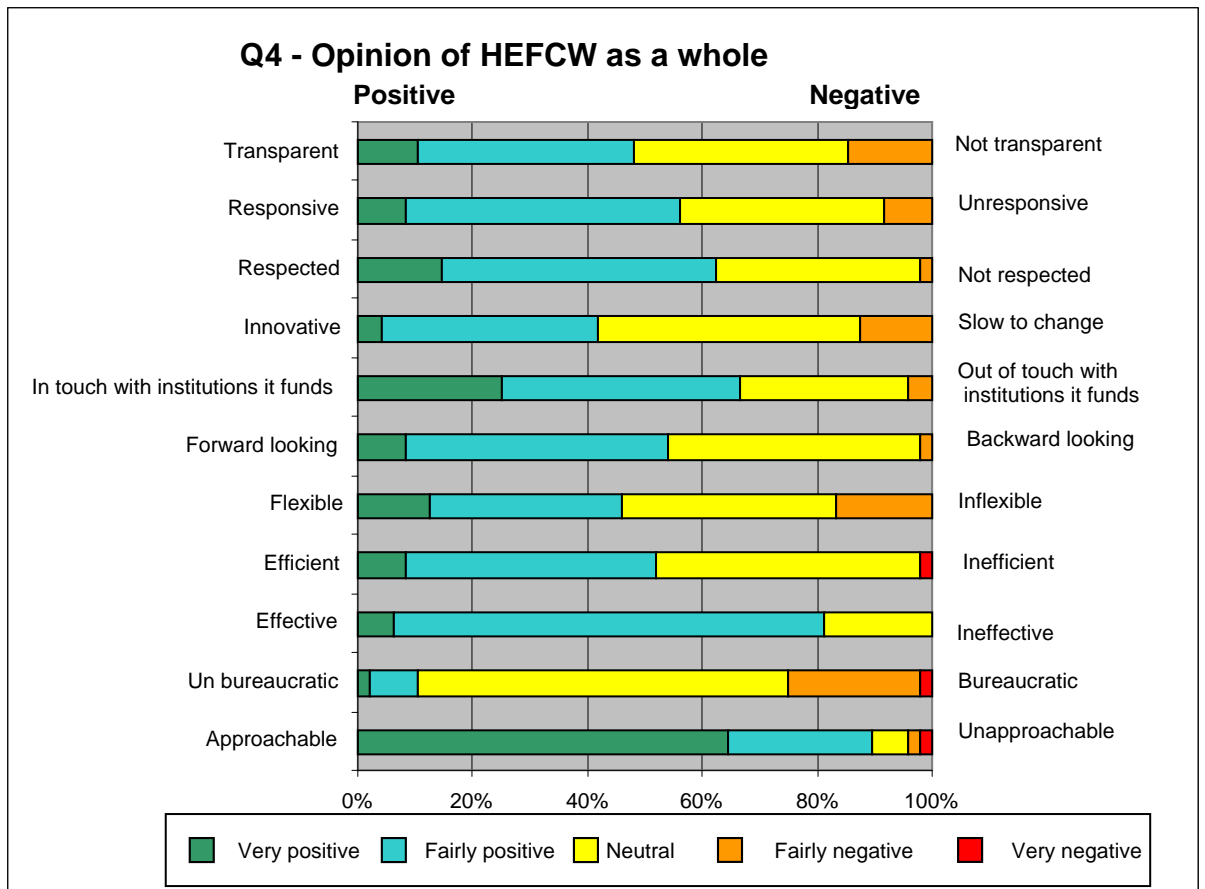 Q4 - Opinion of HEFCW as a whole
Positive Negative
Transparent Not transparent
Responsive Unresponsive
Respected Not respected
Innovative Slow to change
In touch with institutions it funds Out of touch with
institutions it funds
Forward looking Backward looking
Flexible Inflexible
Efficient Inefficient
Effective Ineffective
Un bureaucratic Bureaucratic
Approachable Unapproachable
0% 20% 40% 60% 80% 100%
Very positive Fairly positive Neutral Fairly negative Very negative